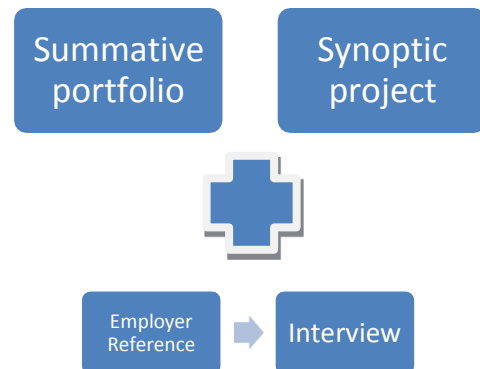 Summative
portfolio
Synoptic
project
Employer
Reference
Interview